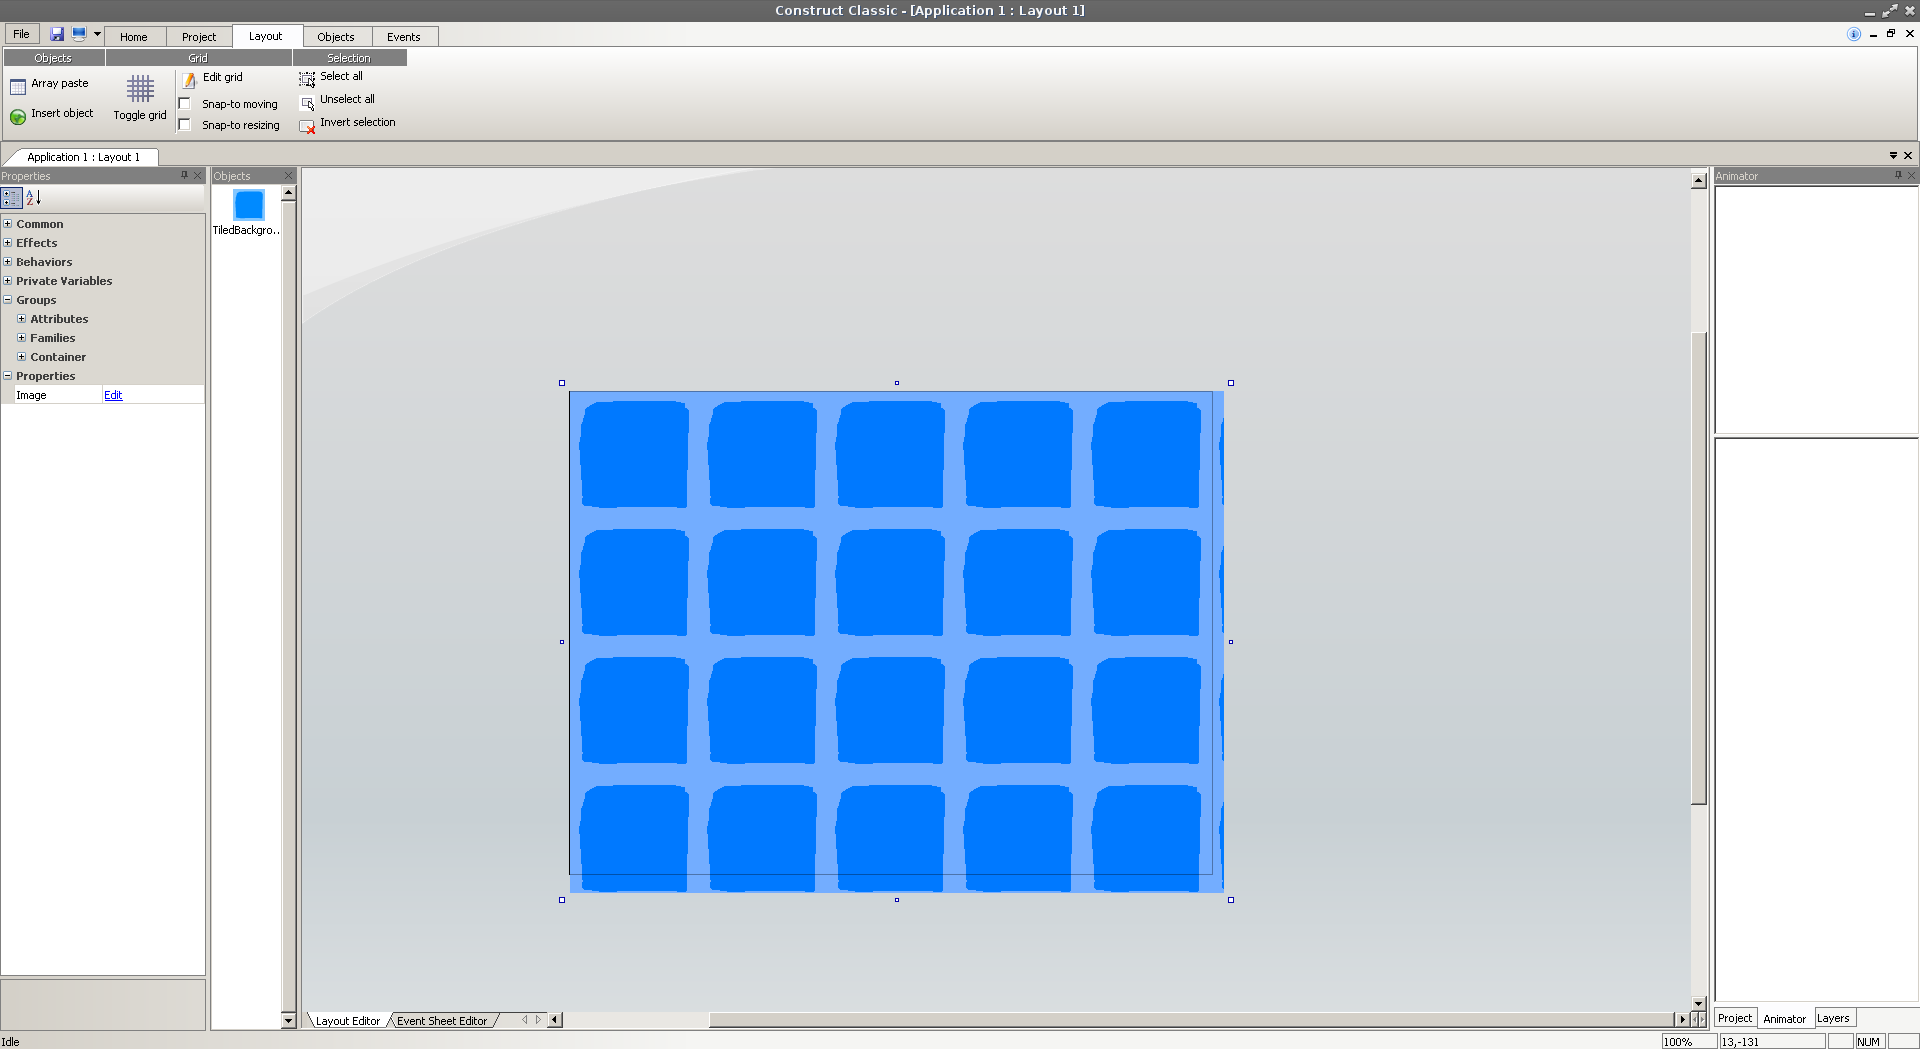 Construct Classic - [Application 1 : Layout 1]
File
Home
Project
Layout
Objects
Events
Objects
Grid
Selection
Array paste
Insert object
Toggle grid
Edit grid
Snap-to moving
Snap-to resizing
Select all
Unselect all
Invert selection
Application 1 : Layout 1
Properties
Common
Effects
Behaviors
Private Variables
Groups
Attributes
Families
Container
Properties
Image Edit
Objects
TiledBackgro..
Animator
Layout Editor
Event Sheet Editor
Project
Animator
Layers
Idle
100%
13,-131
NUM